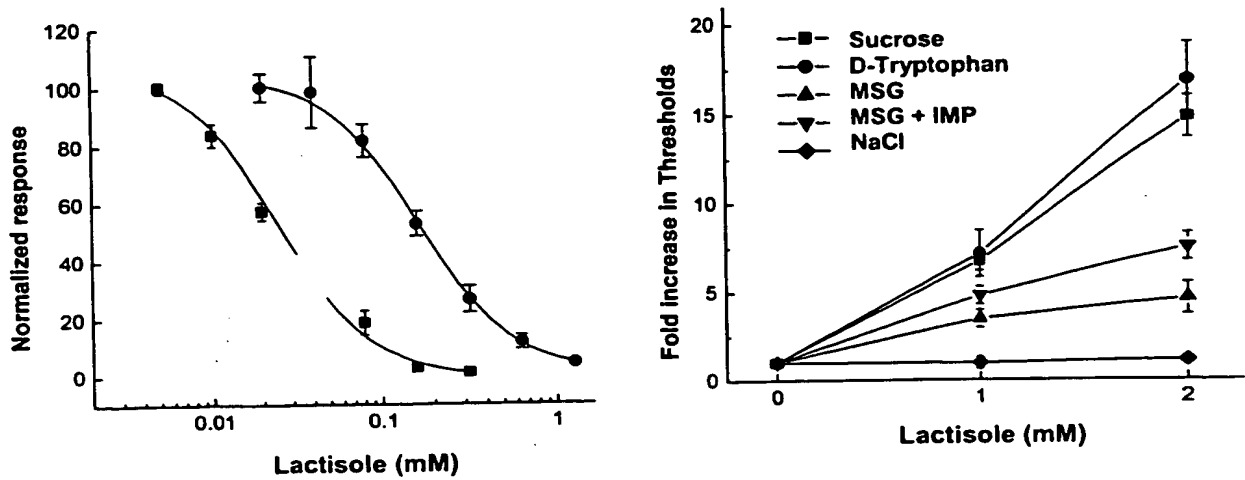 120
100
80
60
40
20
0
Normalized response
0.01
0.1
1
Lactisole (mM)
20
15
10
5
0
Fold increase in Thresholds
Sucrose
D-Tryptophan
MSG
MSG + IMP
NaCl
0
1
2
Lactisole (mM)